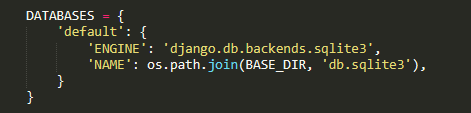 DATABASES = {
    'default': {
        'ENGINE': 'django.db.backends.sqlite3',
        'NAME': os.path.join(BASE_DIR, 'db.sqlite3'),
    }
}